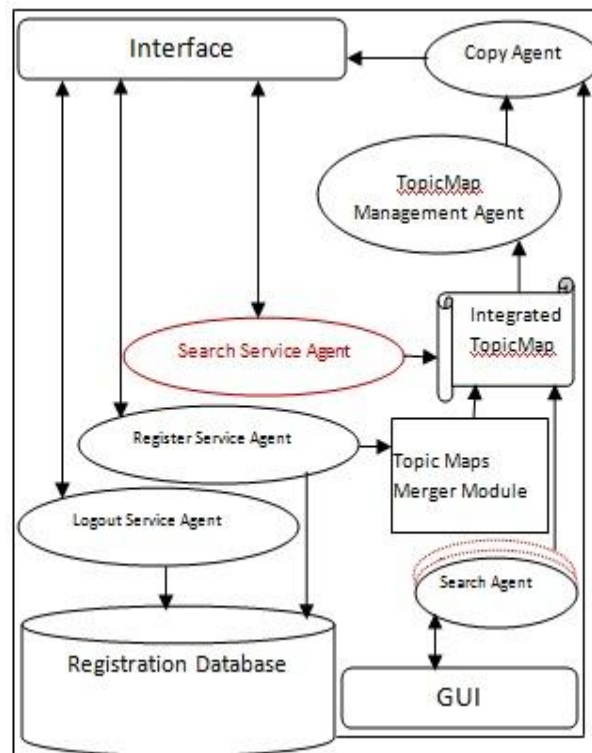 Interface
Copy Agent
TopicMap
Management Agent
Integrated
TopicMap
Search Service Agent
Register Service Agent
Topic Maps
Merger Module
Logout Service Agent
Search Agent
Registration Database
GUI